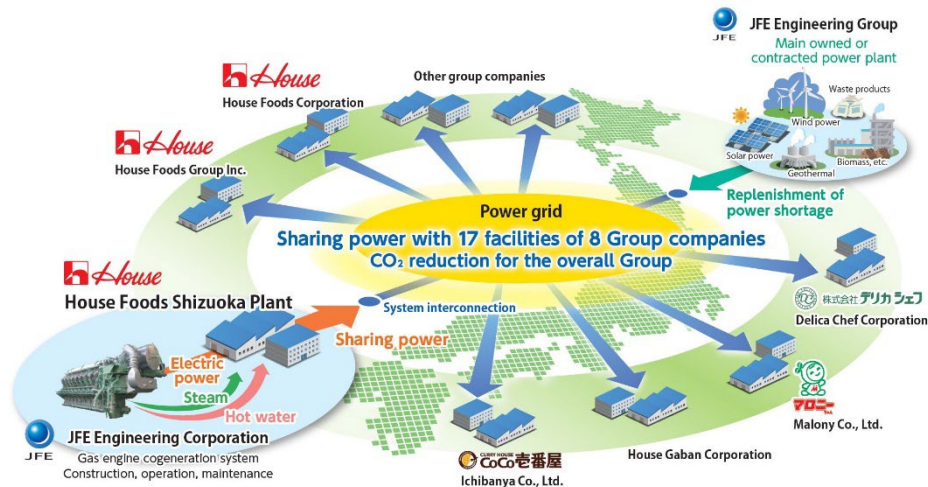 JFE
JFE Engineering Group
Main owned or
contracted power plant
Waste products
Wind power
Solar power
Biomass, etc.
Geothermal
Replenishment of
power shortage
House
House Foods Corporation
Other group companies
House
House Foods Group Inc.
Power grid
Sharing power with 17 facilities of 8 Group companies
CO₂ reduction for the overall Group
House
House Foods Shizuoka Plant
System interconnection
Sharing power
Electric
power
Steam
Hot water
JFE
JFE Engineering Corporation
Gas engine cogeneration system
Construction, operation, maintenance
株式会社 デリカシェフ
Delica Chef Corporation
マロニー
Malony Co., Ltd.
House Gaban Corporation
CURRY HOUSE
CoCo壱番屋
Ichibanya Co., Ltd.